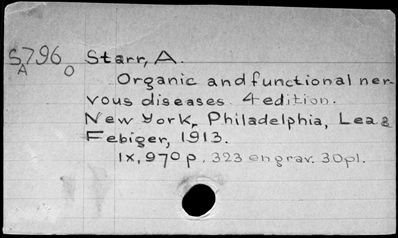 SA796o Starr, A.
Organic and functional ner-
vous diseases. 4 edition.
New York, Philadelphia, Lea &
Febiger, 1913.
ix, 970 p. 323 engrav. 30 pl.